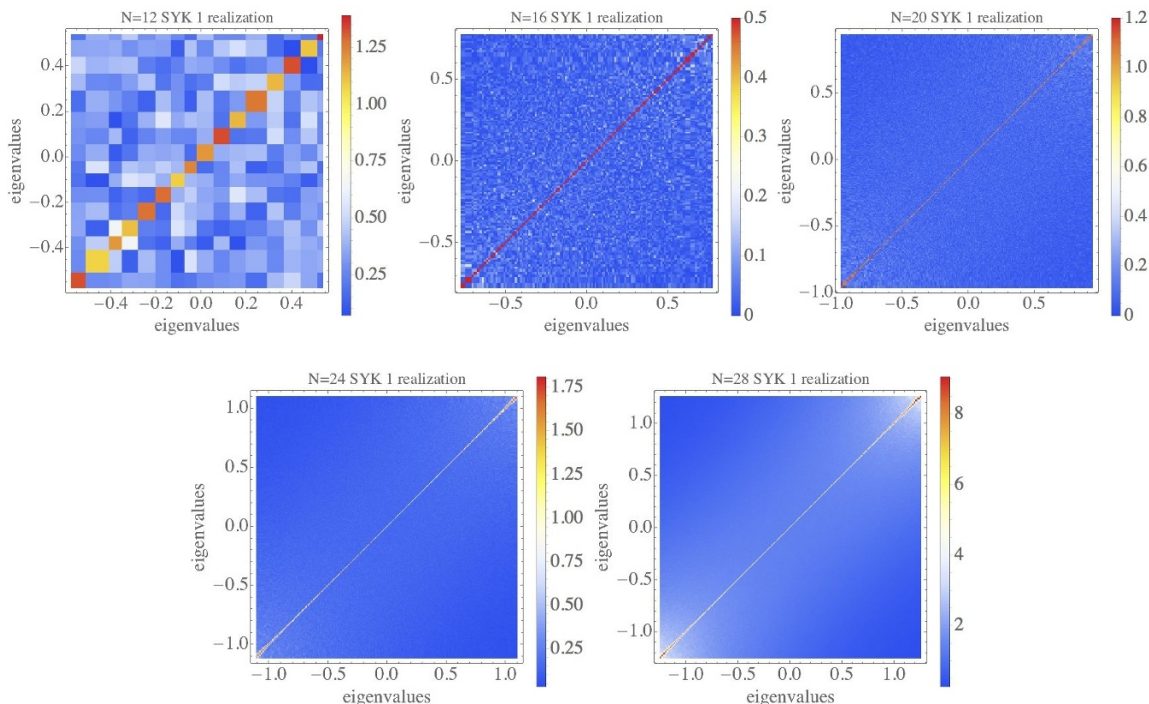 N=12 SYK 1 realization
eigenvalues
0.4
0.2
0.0
−0.2
−0.4
−0.4 −0.2 0.0 0.2 0.4
eigenvalues
1.25
1.00
0.75
0.50
0.25
N=16 SYK 1 realization
eigenvalues
0.5
0.0
−0.5
−0.5 0.0 0.5
eigenvalues
0.5
0.4
0.3
0.2
0.1
0
N=20 SYK 1 realization
eigenvalues
0.5
0.0
−0.5
−1.0
−1.0 −0.5 0.0 0.5
eigenvalues
1.2
1.0
0.8
0.6
0.4
0.2
0
N=24 SYK 1 realization
eigenvalues
1.0
0.5
0.0
−0.5
−1.0
−1.0 −0.5 0.0 0.5 1.0
eigenvalues
1.75
1.50
1.25
1.00
0.75
0.50
0.25
N=28 SYK 1 realization
eigenvalues
1.0
0.5
0.0
−0.5
−1.0
−1.0 −0.5 0.0 0.5 1.0
eigenvalues
8
6
4
2